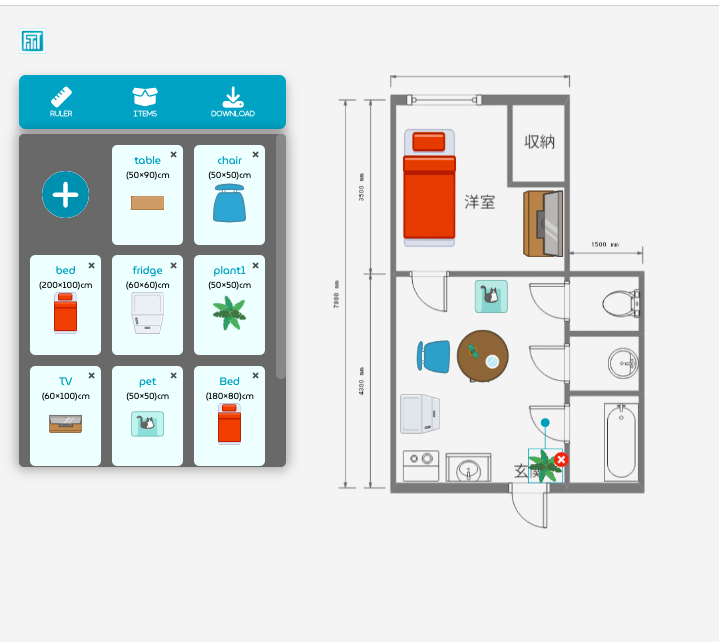 RULER
ITEMS
DOWNLOAD
table
(50×90)cm
chair
(50×50)cm
bed
(200×100)cm
fridge
(60×60)cm
plant1
(50×50)cm
TV
(60×100)cm
pet
(50×50)cm
Bed
(180×80)cm
収納
洋室
3500 mm
1500 mm
7800 mm
4300 mm
玄関